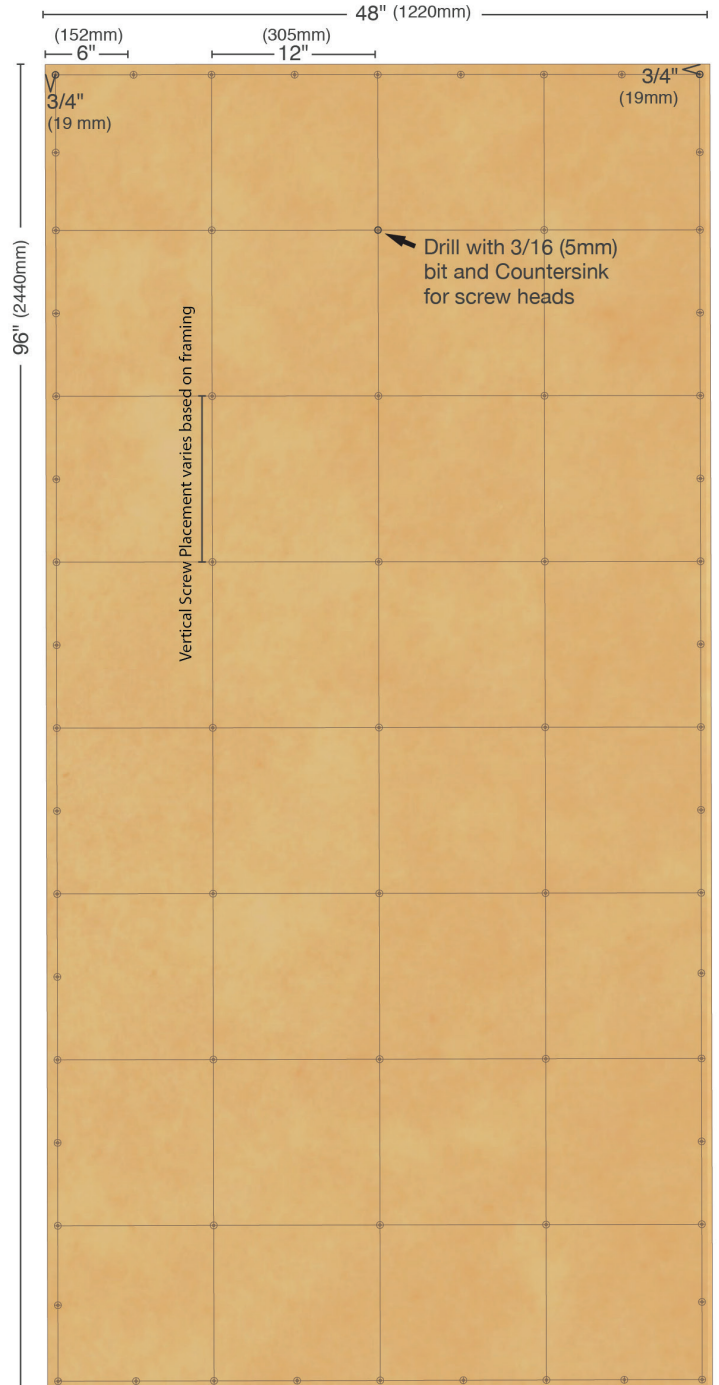 48" (1220mm)
(152mm)
6"
(305mm)
12"
3/4"
(19 mm)
3/4"
(19mm)
96" (2440mm)
Drill with 3/16 (5mm)
bit and Countersink
for screw heads
Vertical Screw Placement varies based on framing